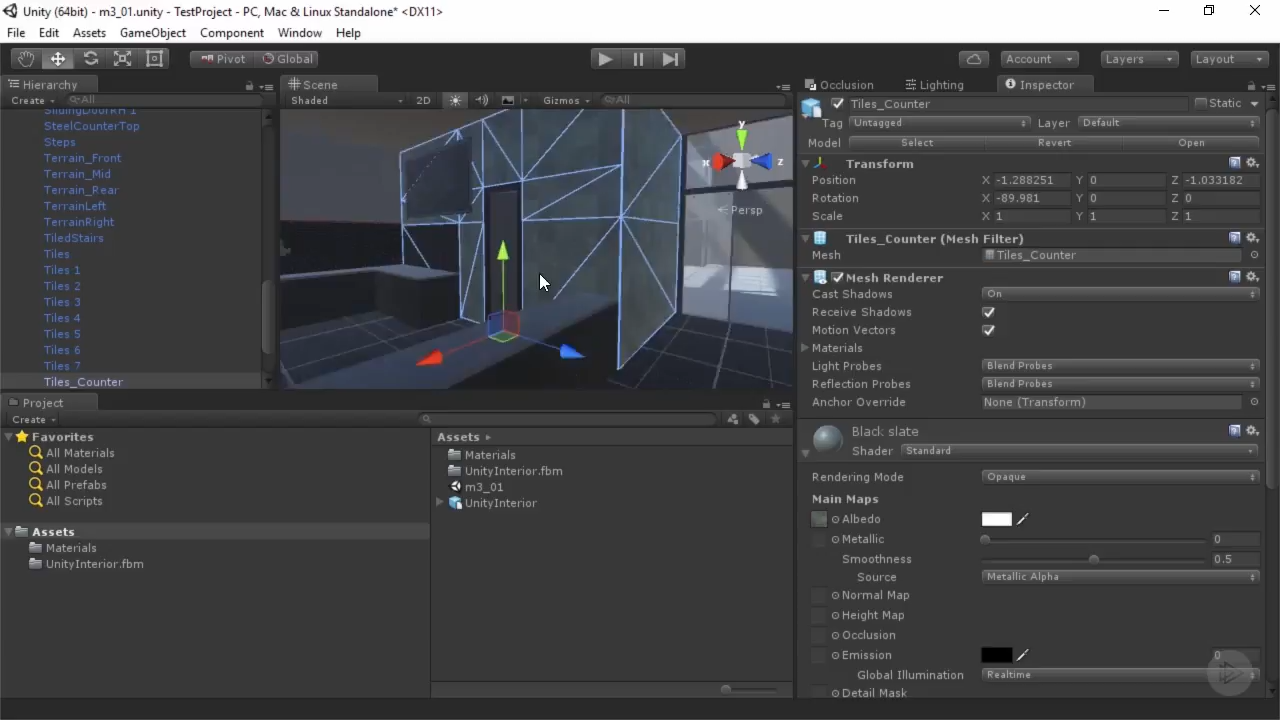 Unity (64bit) - m3_01.unity - TestProject - PC, Mac & Linux Standalone* <DX11>
File Edit Assets GameObject Component Window Help
Pivot Global Account Layers Layout
Hierarchy
Create All
SlidingDoorRH 1
SteelCounterTop
Steps
Terrain_Front
Terrain_Mid
Terrain_Rear
TerrainLeft
TerrainRight
TiledStairs
Tiles
Tiles 1
Tiles 2
Tiles 3
Tiles 4
Tiles 5
Tiles 6
Tiles 7
Tiles_Counter
Scene
Shaded 2D Gizmos All
y
x z
Persp
Project
Create
Favorites
All Materials
All Models
All Prefabs
All Scripts
Assets
Materials
UnityInterior.fbm
Assets
Materials
UnityInterior.fbm
m3_01
UnityInterior
Occlusion Lighting Inspector
Tiles_Counter Static
Tag Untagged Layer Default
Model Select Revert Open
Transform
Position X -1.288251 Y 0 Z -1.033182
Rotation X -89.981 Y 0 Z 0
Scale X 1 Y 1 Z 1
Tiles_Counter (Mesh Filter)
Mesh Tiles_Counter
Mesh Renderer
Cast Shadows On
Receive Shadows
Motion Vectors
Materials
Light Probes Blend Probes
Reflection Probes Blend Probes
Anchor Override None (Transform)
Black slate
Shader Standard
Rendering Mode Opaque
Main Maps
Albedo
Metallic 0
Smoothness 0.5
Source Metallic Alpha
Normal Map
Height Map
Occlusion
Emission 0
Global Illumination Realtime
Detail Mask